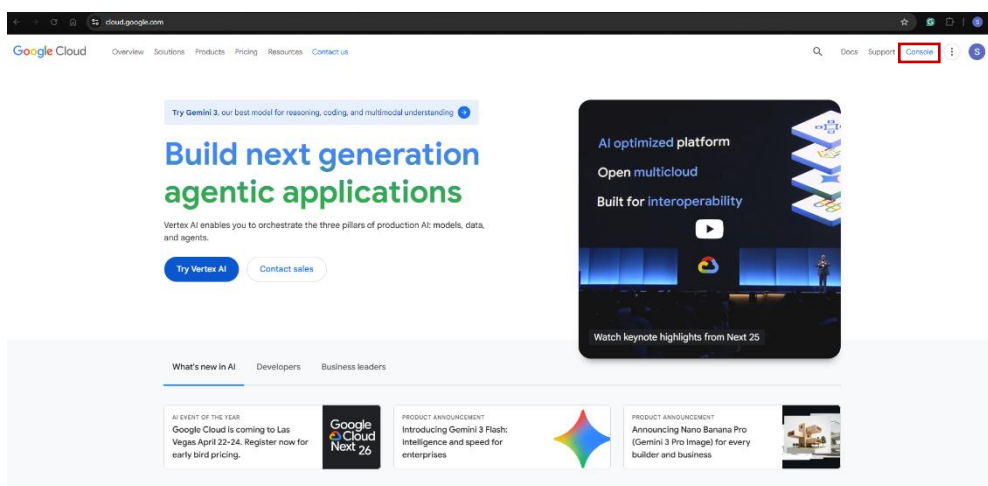 cloud.google.com
S
Google Cloud
Overview Solutions Products Pricing Resources Contact us
Docs Support Console
S
Try Gemini 3, our best model for reasoning, coding, and multimodal understanding
Build next generation
agentic applications
Vertex AI enables you to orchestrate the three pillars of production AI: models, data,
and agents.
Try Vertex AI Contact sales
AI optimized platform
Open multicloud
Built for interoperability
Watch keynote highlights from Next 25
What's new in AI Developers Business leaders
AI EVENT OF THE YEAR
Google Cloud is coming to Las
Vegas April 22-24. Register now for
early bird pricing.
Google
Cloud
Next 26
PRODUCT ANNOUNCEMENT
Introducing Gemini 3 Flash:
Intelligence and speed for
enterprises
PRODUCT ANNOUNCEMENT
Announcing Nano Banana Pro
(Gemini 3 Pro Image) for every
builder and business